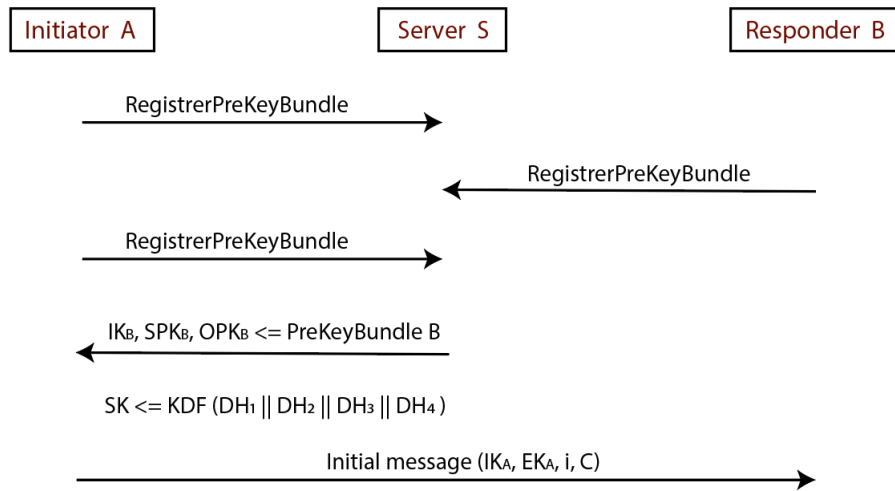 Initiator A
Server S
Responder B
RegistrerPreKeyBundle
RegistrerPreKeyBundle
RegistrerPreKeyBundle
IKB, SPKB, OPKB <= PreKeyBundle B
SK <= KDF (DH₁ || DH₂ || DH₃ || DH₄ )
Initial message (IKA, EKA, i, C)